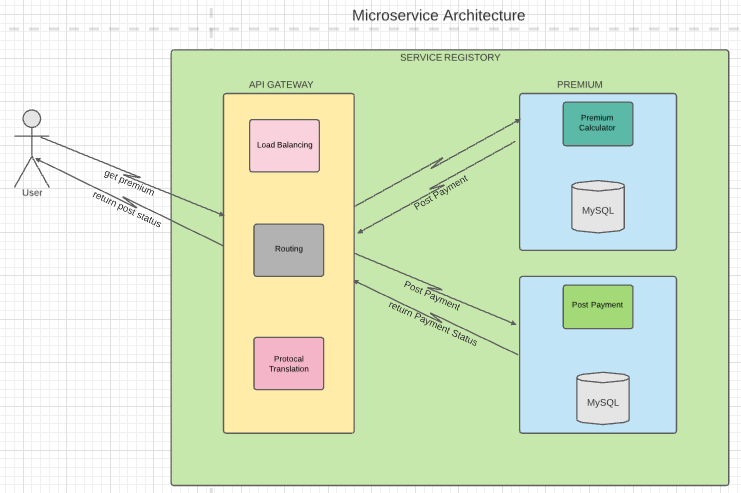 Microservice Architecture
SERVICE REGISTORY
API GATEWAY
PREMIUM
Load Balancing
Premium
Calculator
get premium
User
return post status
Post Payment
MySQL
Routing
Post Payment
return Payment Status
Post Payment
Protocal
Translation
MySQL